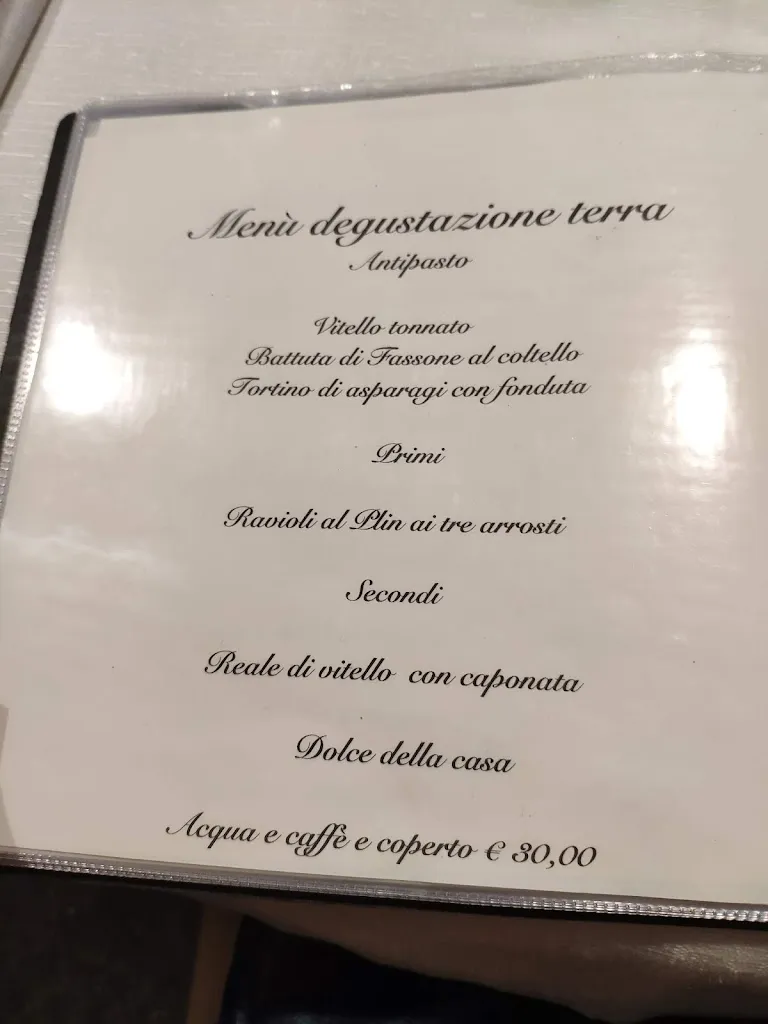 Menù degustazione terra
Antipasto
Vitello tonnato
Battuta di Fassone al coltello
Tortino di asparagi con fonduta
Primi
Ravioli al Plin ai tre arrosti
Secondi
Reale di vitello con caponata
Dolce della casa
Acqua e caffè e coperto € 30,00